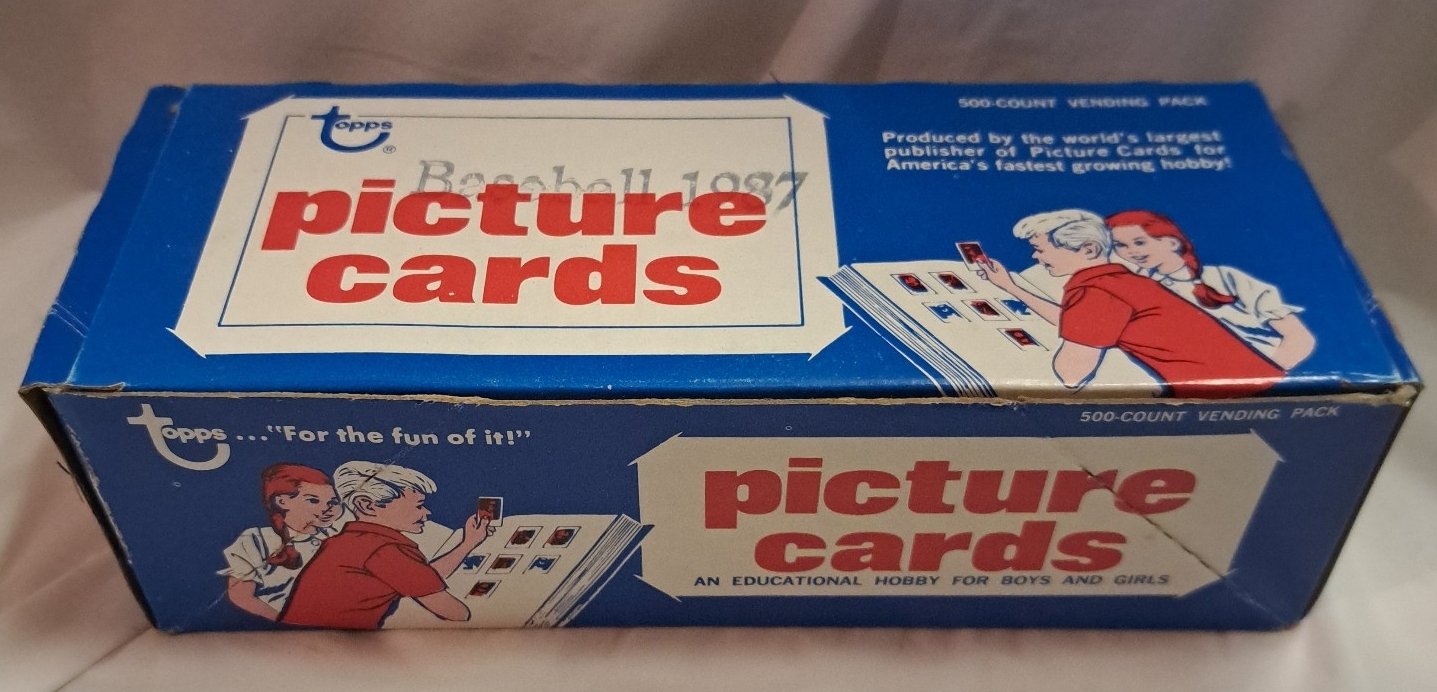 topps®
Baseball 1987
picture
cards
500-COUNT VENDING PACK
Produced by the world's largest
publisher of Picture Cards for
America's fastest growing hobby!
topps ... "For the fun of it!"
500-COUNT VENDING PACK
picture
cards
AN EDUCATIONAL HOBBY FOR BOYS AND GIRLS